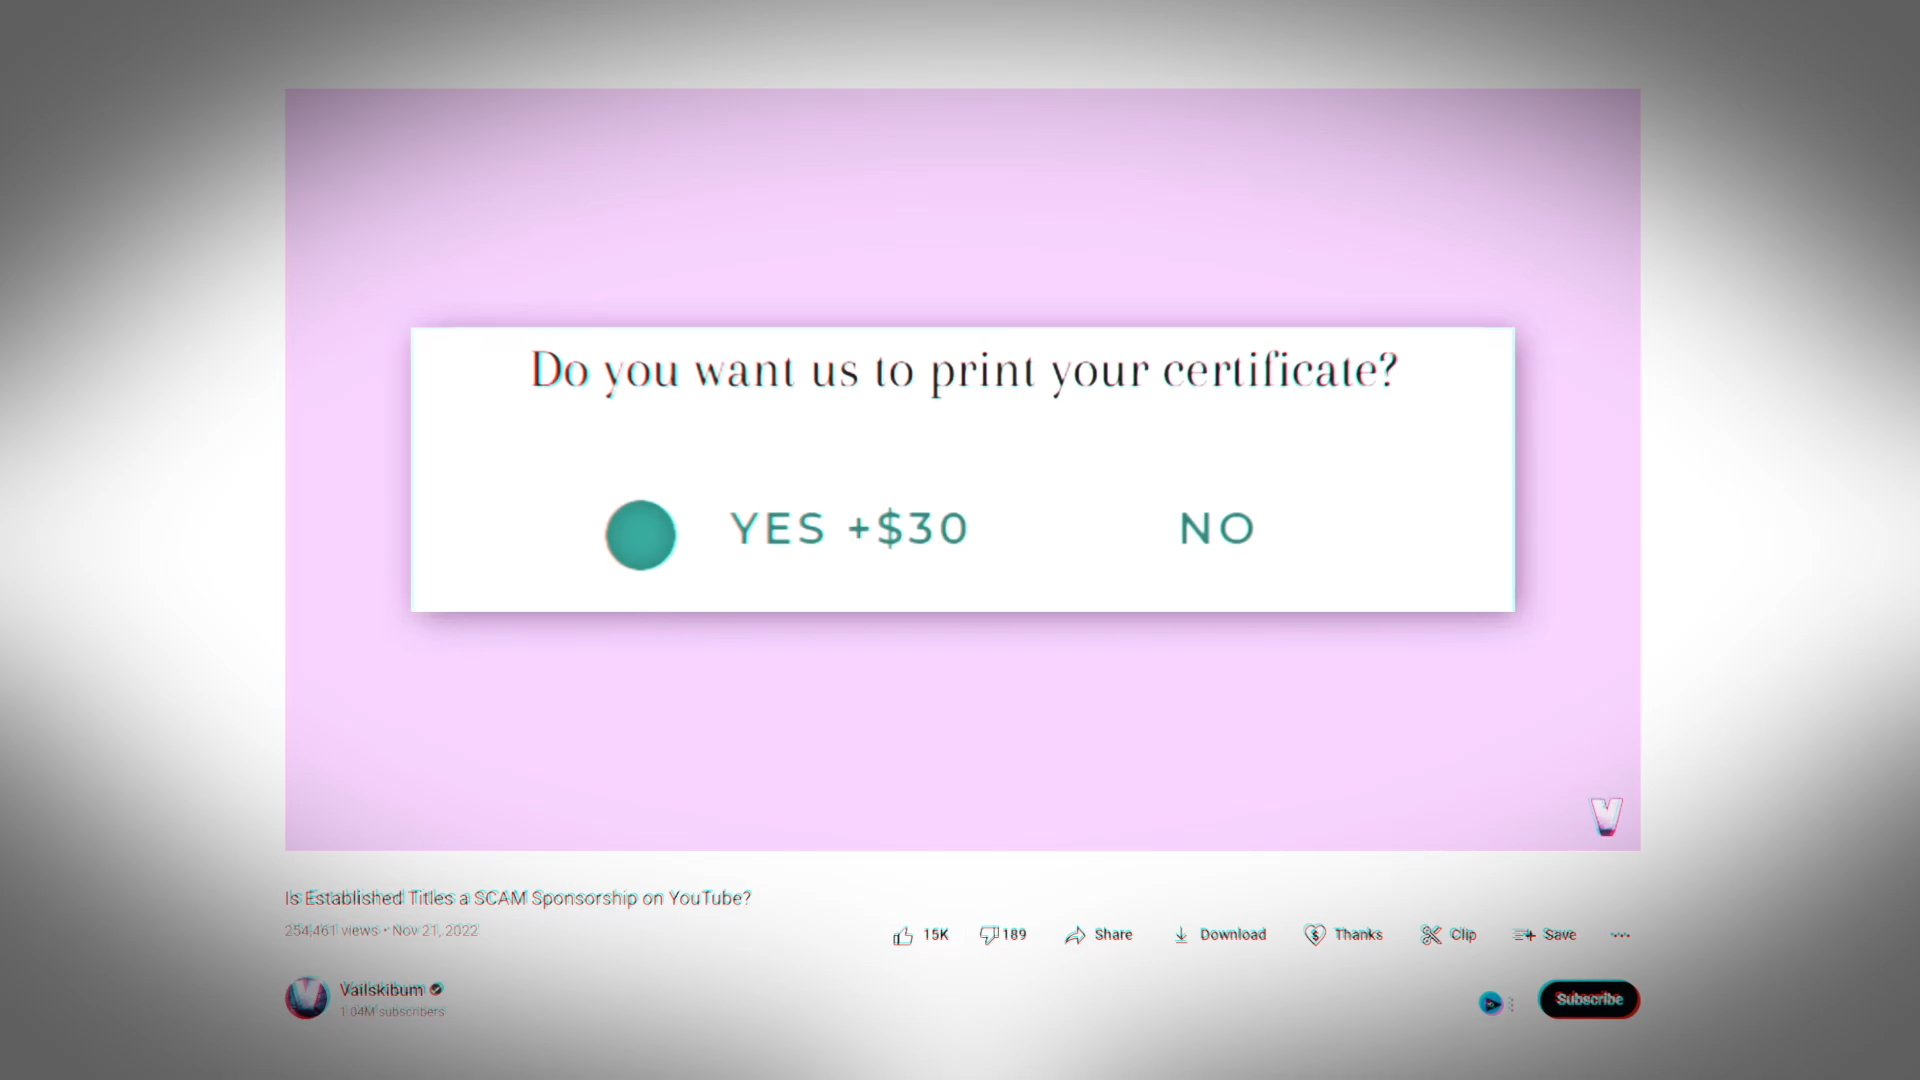 Do you want us to print your certificate?
YES +$30 NO
V
Is Established Titles a SCAM Sponsorship on YouTube?
254,461 views • Nov 21, 2022
15K 189 Share Download Thanks Clip Save
Vailskibum
1.04M subscribers
Subscribe